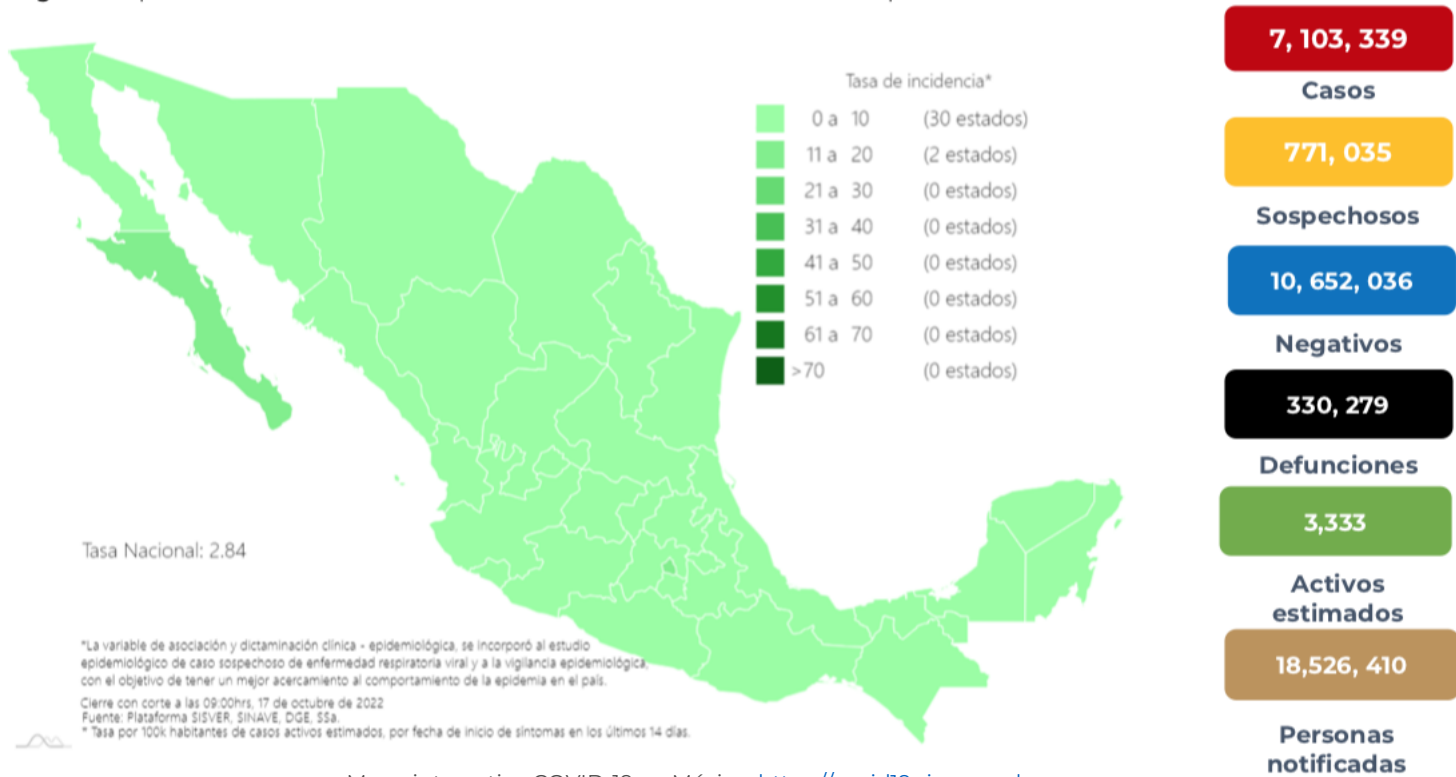 Tasa de incidencia*
0 a 10 (30 estados)
11 a 20 (2 estados)
21 a 30 (0 estados)
31 a 40 (0 estados)
41 a 50 (0 estados)
51 a 60 (0 estados)
61 a 70 (0 estados)
>70 (0 estados)
Tasa Nacional: 2.84
*La variable de asociación y dictaminación clínica - epidemiológica, se incorporó al estudio
epidemiológico de caso sospechoso de enfermedad respiratoria viral y a la vigilancia epidemiológica,
con el objetivo de tener un mejor acercamiento al comportamiento de la epidemia en el país.
Cierre con corte a las 09:00hrs, 17 de octubre de 2022
Fuente: Plataforma SISVER, SINAVE, DGE, SSa.
* Tasa por 100k habitantes de casos activos estimados, por fecha de inicio de síntomas en los últimos 14 días.
7, 103, 339
Casos
771, 035
Sospechosos
10, 652, 036
Negativos
330, 279
Defunciones
3,333
Activos
estimados
18,526, 410
Personas
notificadas